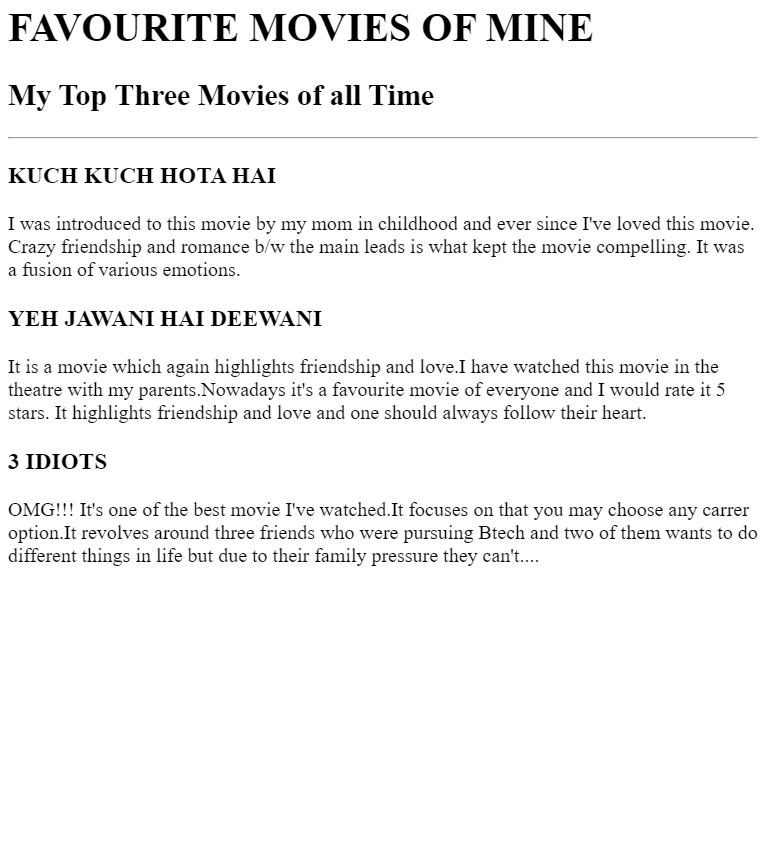 FAVOURITE MOVIES OF MINE
My Top Three Movies of all Time
KUCH KUCH HOTA HAI
I was introduced to this movie by my mom in childhood and ever since I've loved this movie.
Crazy friendship and romance b/w the main leads is what kept the movie compelling. It was
a fusion of various emotions.
YEH JAWANI HAI DEEWANI
It is a movie which again highlights friendship and love.I have watched this movie in the
theatre with my parents.Nowadays it's a favourite movie of everyone and I would rate it 5
stars. It highlights friendship and love and one should always follow their heart.
3 IDIOTS
OMG!!! It's one of the best movie I've watched.It focuses on that you may choose any carrer
option.It revolves around three friends who were pursuing Btech and two of them wants to do
different things in life but due to their family pressure they can't....